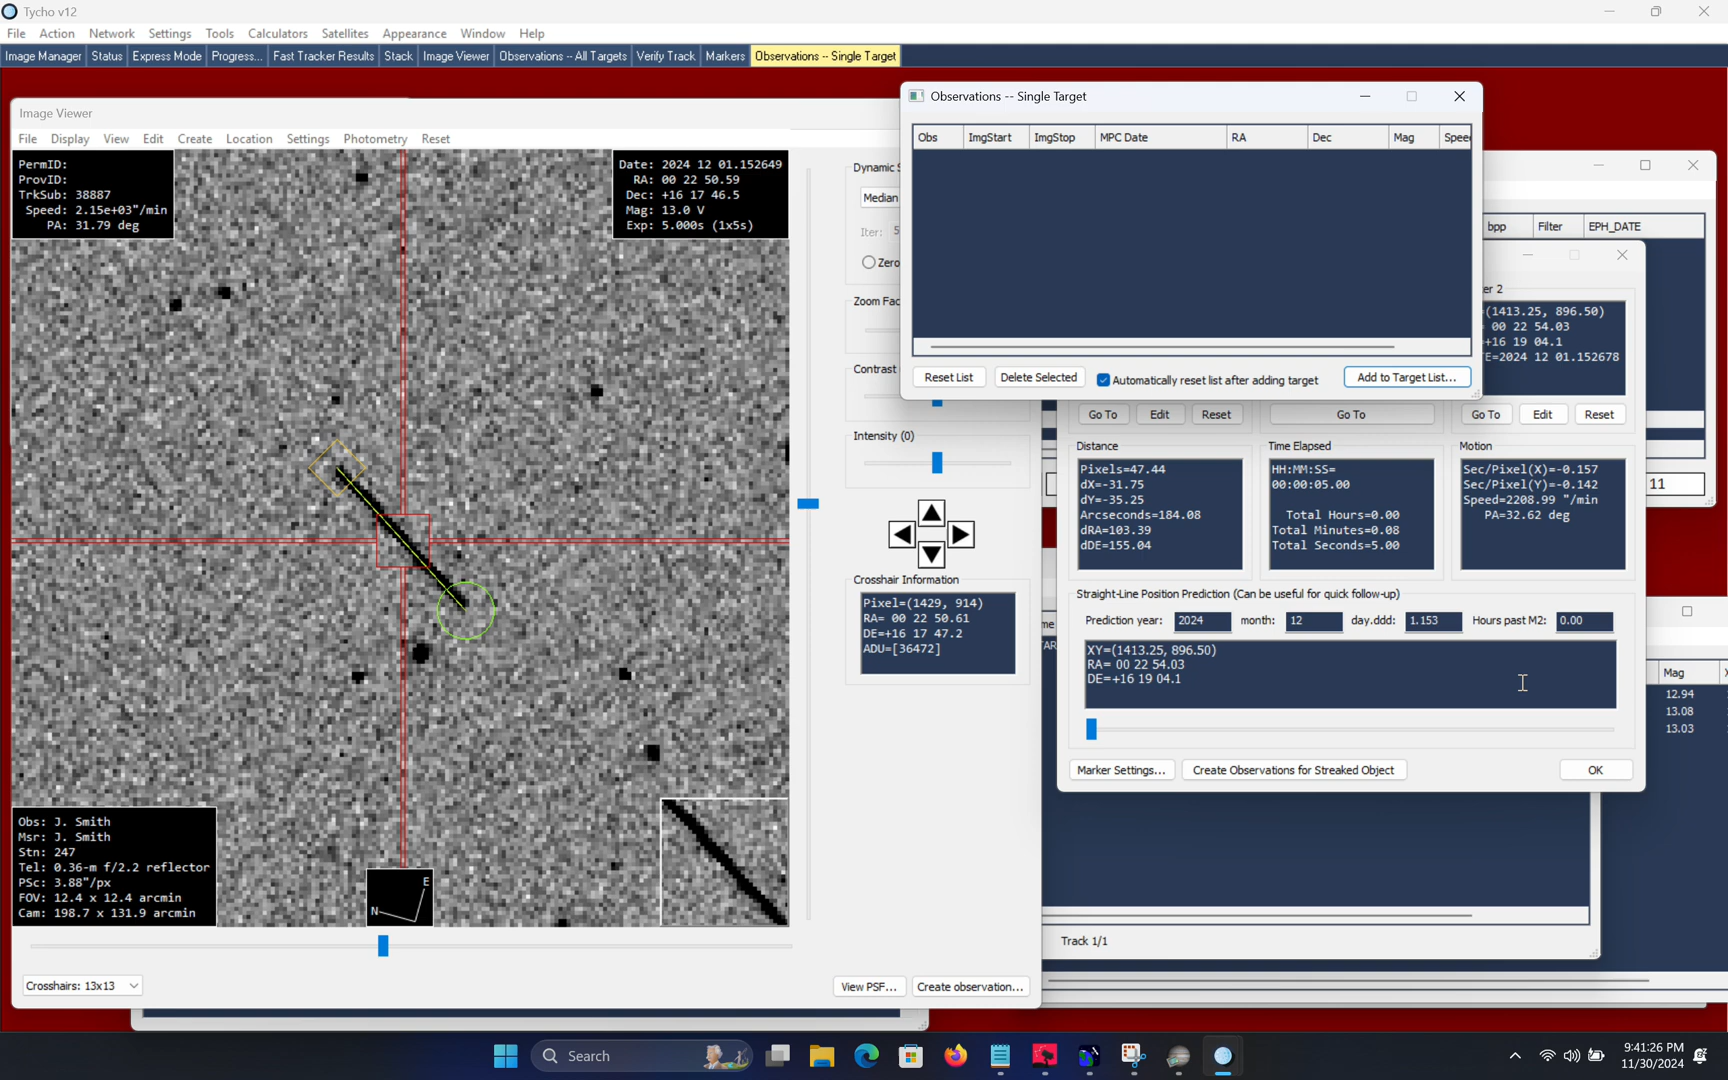 Tycho v12
File Action Network Settings Tools Calculators Satellites Appearance Window Help
Image Manager Status Express Mode Progress... Fast Tracker Results Stack Image Viewer Observations -- All Targets Verify Track Markers Observations -- Single Target
Image Viewer
File Display View Edit Create Location Settings Photometry Reset
PermID:
ProvID:
TrkSub: 38887
Speed: 2.15e+03"/min
PA: 31.79 deg
Date: 2024 12 01.152649
RA: 00 22 50.59
Dec: +16 17 46.5
Mag: 13.0 V
Exp: 5.000s (1x5s)
Obs: J. Smith
Msr: J. Smith
Stn: 247
Tel: 0.36-m f/2.2 reflector
PSc: 3.88"/px
FOV: 12.4 x 12.4 arcmin
Cam: 198.7 x 131.9 arcmin
E
N
Crosshairs: 13x13
View PSF... Create observation...
Dynamic S
Median
Iter: 5
Zero
Zoom Fac
Contrast
Intensity (0)
Crosshair Information
Pixel=(1429, 914)
RA= 00 22 50.61
DE=+16 17 47.2
ADU=[36472]
Observations -- Single Target
Obs ImgStart ImgStop MPC Date RA Dec Mag Speed
Reset List Delete Selected Automatically reset list after adding target Add to Target List...
bpp Filter EPH_DATE
er 2
=(1413.25, 896.50)
00 22 54.03
+16 19 04.1
E=2024 12 01.152678
Go To Edit Reset Go To Go To Edit Reset
Distance
Pixels=47.44
dX=-31.75
dY=-35.25
Arcseconds=184.08
dRA=103.39
dDE=155.04
Time Elapsed
HH:MM:SS=
00:00:05.00
Total Hours=0.00
Total Minutes=0.08
Total Seconds=5.00
Motion
Sec/Pixel(X)=-0.157
Sec/Pixel(Y)=-0.142
Speed=2208.99 "/min
PA=32.62 deg
11
Straight-Line Position Prediction (Can be useful for quick follow-up)
Prediction year: 2024 month: 12 day.ddd: 1.153 Hours past M2: 0.00
XY=(1413.25, 896.50)
RA= 00 22 54.03
DE=+16 19 04.1
Marker Settings... Create Observations for Streaked Object OK
me
TAR
Mag X
12.94
13.08
13.03
Track 1/1
Search
9:41:26 PM
11/30/2024